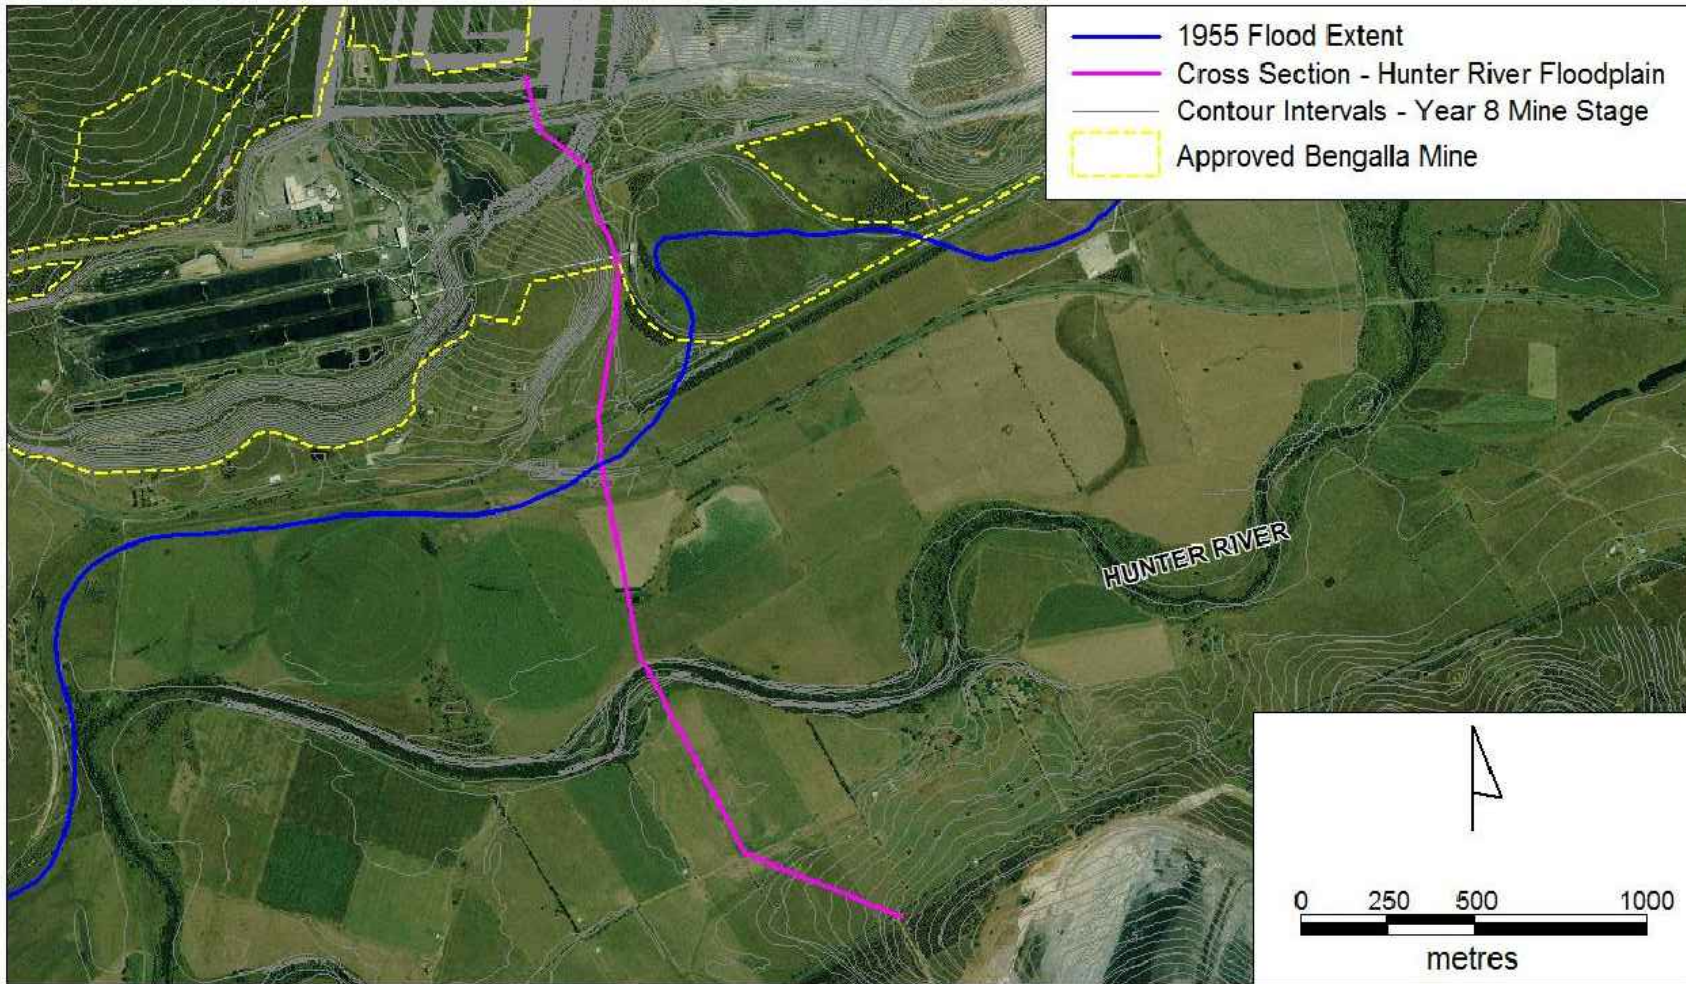 1955 Flood Extent
Cross Section - Hunter River Floodplain
Contour Intervals - Year 8 Mine Stage
Approved Bengalla Mine
HUNTER RIVER
0 250 500 1000
metres